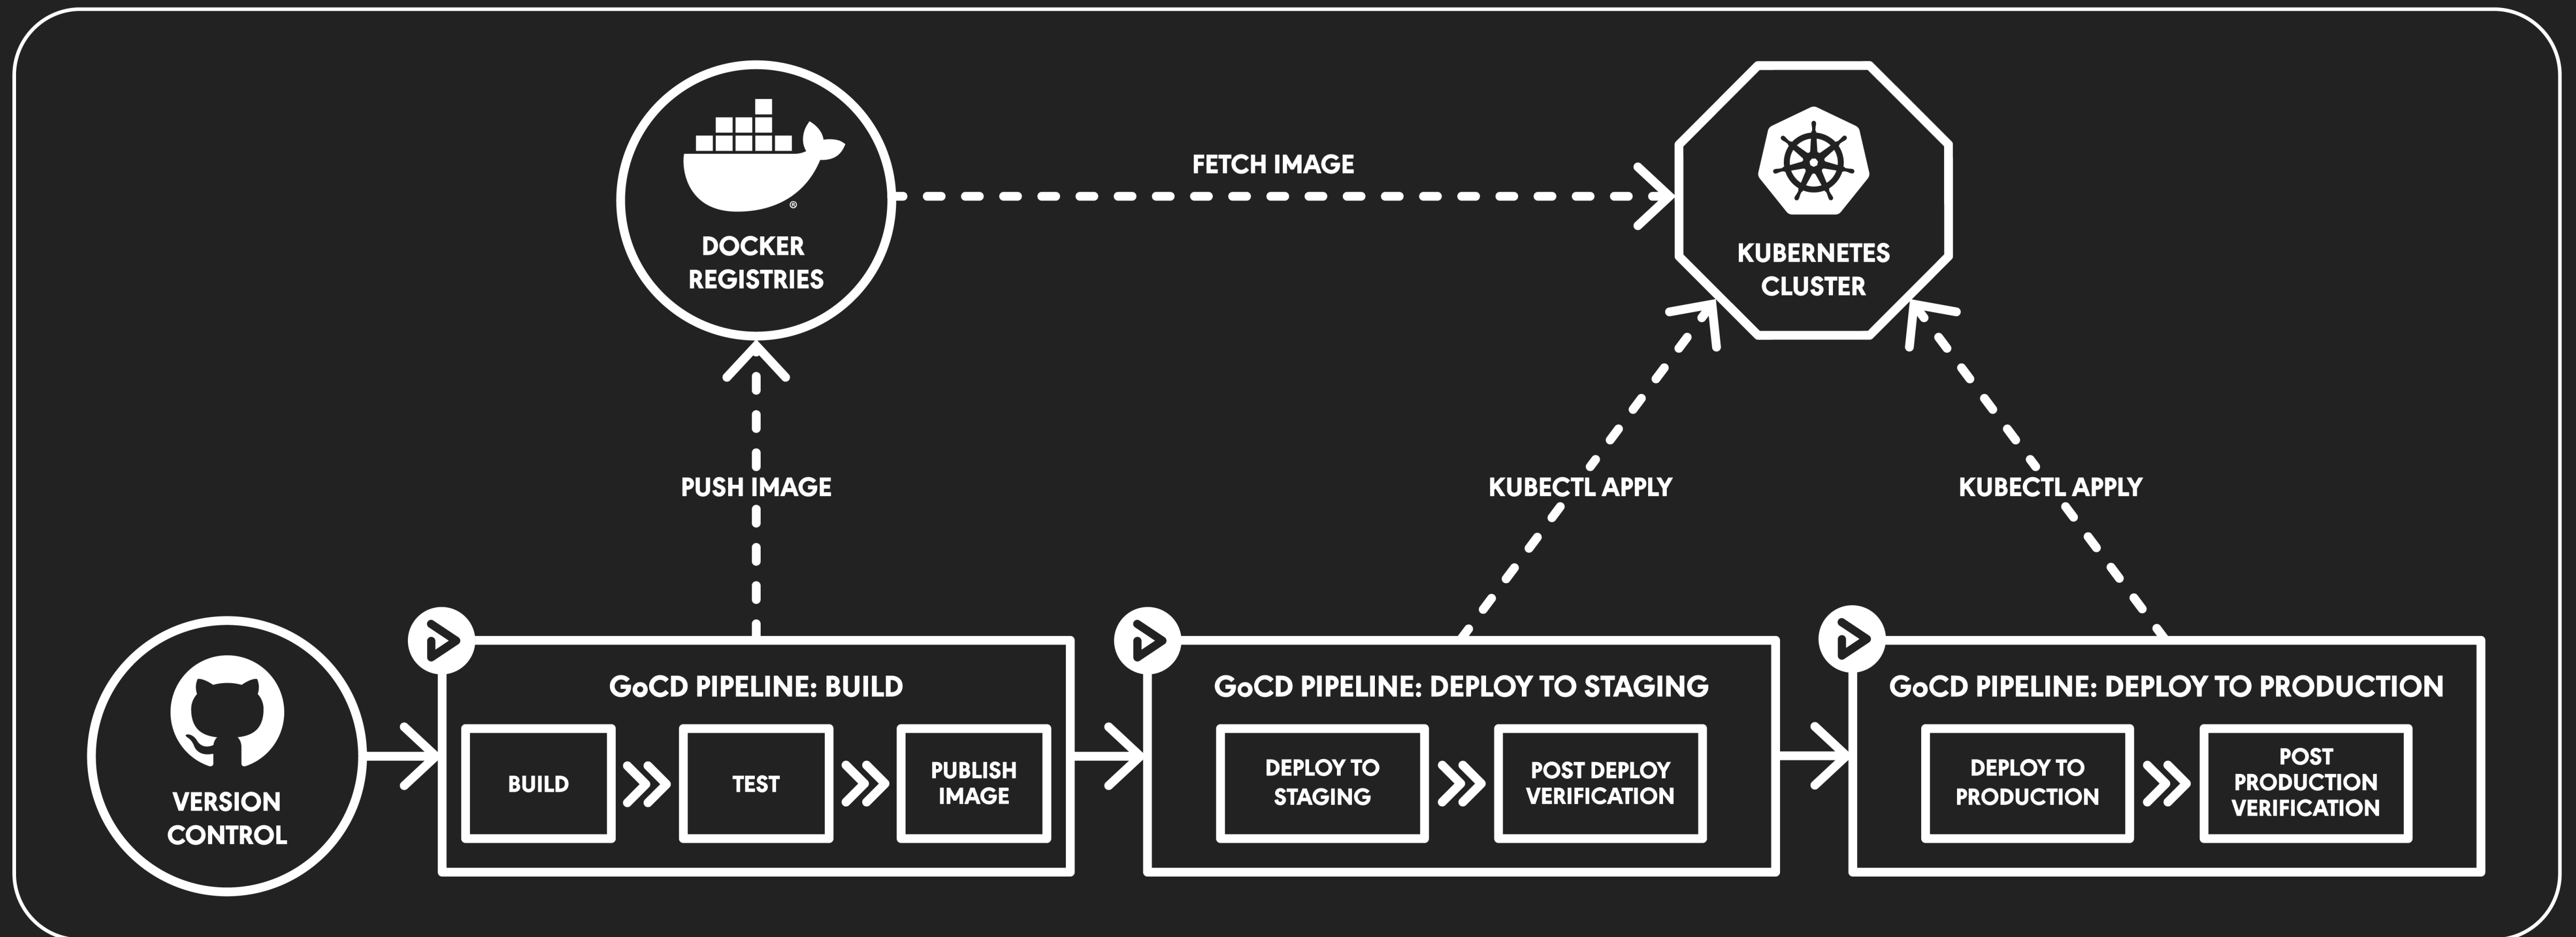 FETCH IMAGE
DOCKER
REGISTRIES
®
KUBERNETES
CLUSTER
PUSH IMAGE
KUBECTL APPLY
KUBECTL APPLY
VERSION
CONTROL
GoCD PIPELINE: BUILD
BUILD
TEST
PUBLISH
IMAGE
GoCD PIPELINE: DEPLOY TO STAGING
DEPLOY TO
STAGING
POST DEPLOY
VERIFICATION
GoCD PIPELINE: DEPLOY TO PRODUCTION
DEPLOY TO
PRODUCTION
POST
PRODUCTION
VERIFICATION